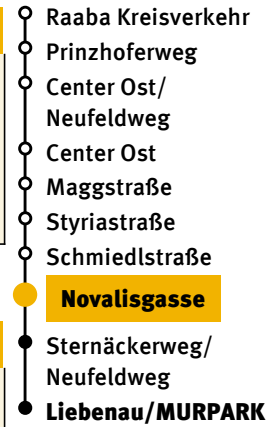 Raaba Kreisverkehr
Prinzhoferweg
Center Ost/
Neufeldweg
Center Ost
Maggstraße
Styriastraße
Schmiedlstraße
Novalisgasse
Sternäckerweg/
Neufeldweg
Liebenau/MURPARK